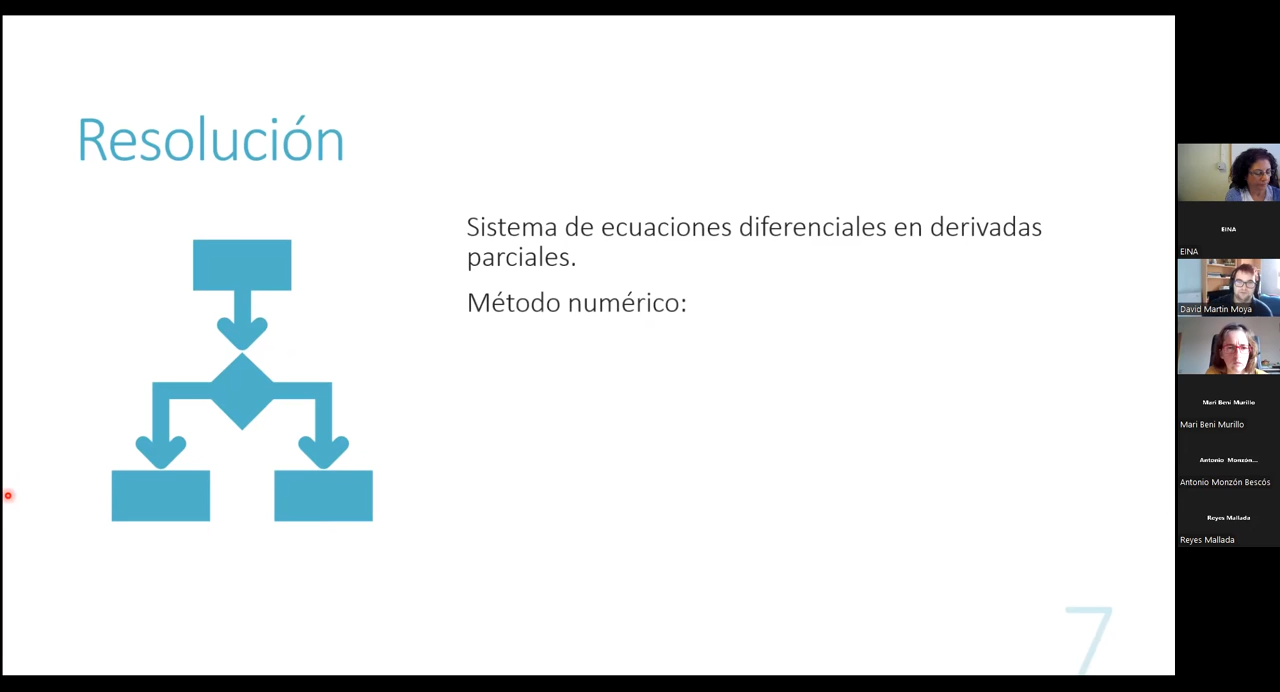 Resolución
Sistema de ecuaciones diferenciales en derivadas
parciales.
Método numérico:
7
EINA
EINA
David Martin Moya
Mari Beni Murillo
Mari Beni Murillo
Antonio Monzón...
Antonio Monzón Bescós
Reyes Mallada
Reyes Mallada